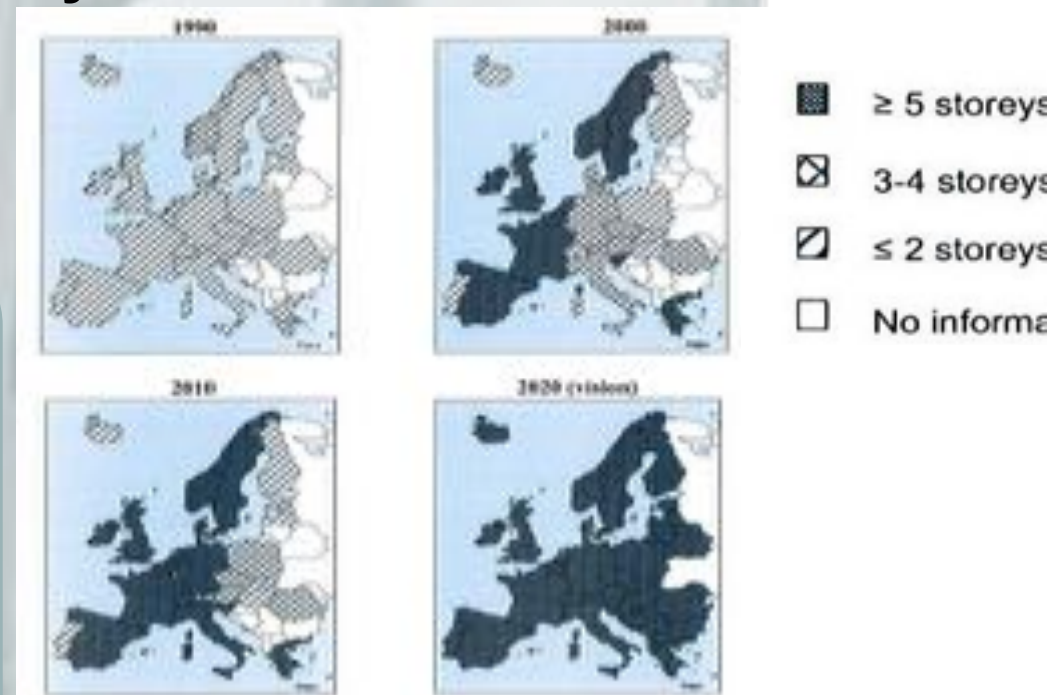 1990
2000
≥ 5 storeys
3-4 storeys
≤ 2 storeys
No informa
2010
2020 (vision)